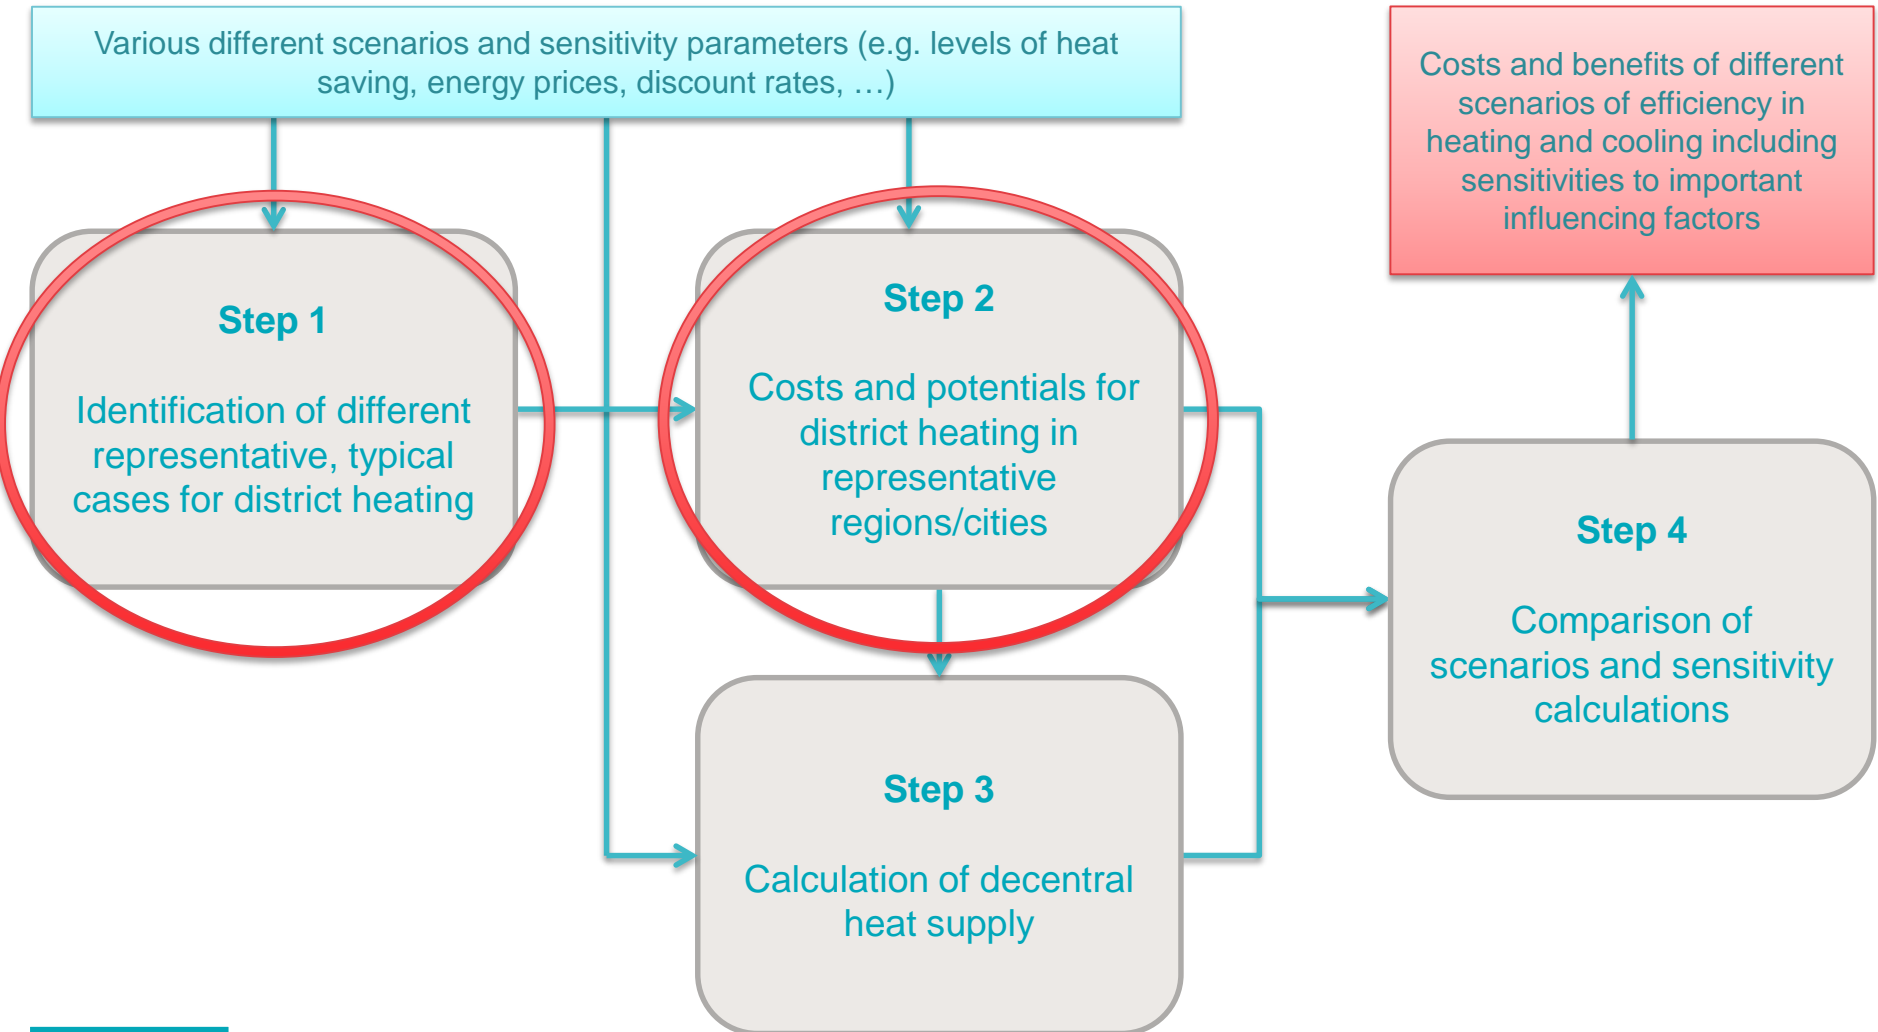 Various different scenarios and sensitivity parameters (e.g. levels of heat
saving, energy prices, discount rates, …)
Costs and benefits of different
scenarios of efficiency in
heating and cooling including
sensitivities to important
influencing factors
Step 1
Identification of different
representative, typical
cases for district heating
Step 2
Costs and potentials for
district heating in
representative
regions/cities
Step 3
Calculation of decentral
heat supply
Step 4
Comparison of
scenarios and sensitivity
calculations